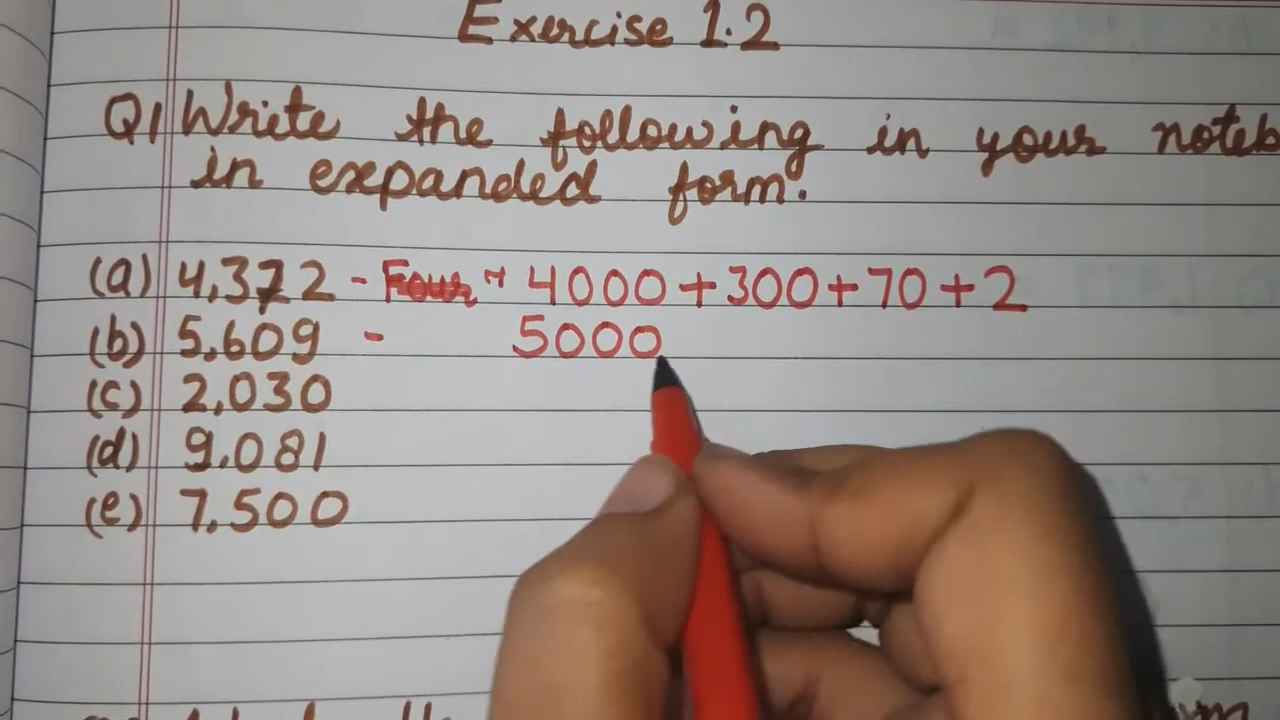 Exercise 1.2
Q1 Write the following in your noteb
in expanded form.
(a) 4,372 - 4000+300+70+2
(b) 5,609 - 5000
(c) 2,030
(d) 9,081
(e) 7,500